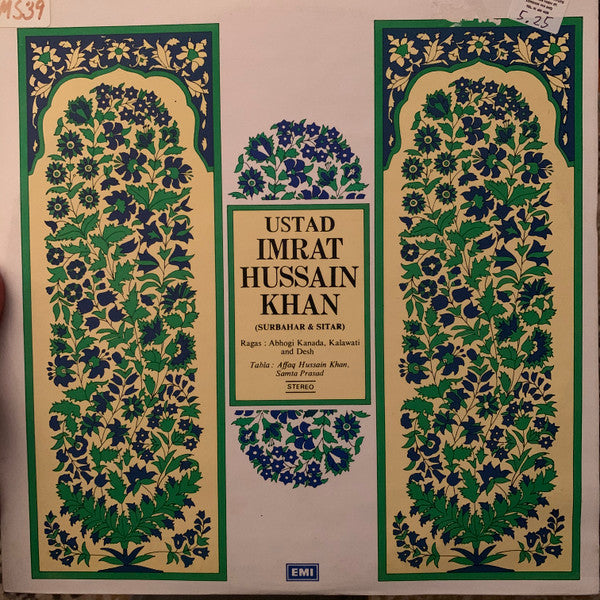 MS39
5.25
USTAD
IMRAT
HUSSAIN
KHAN
(SURBAHAR & SITAR)
Ragas : Abhogi Kanada, Kalawati
and Desh
Tabla : Affaq Hussain Khan,
Samta Prasad
STEREO
EMI